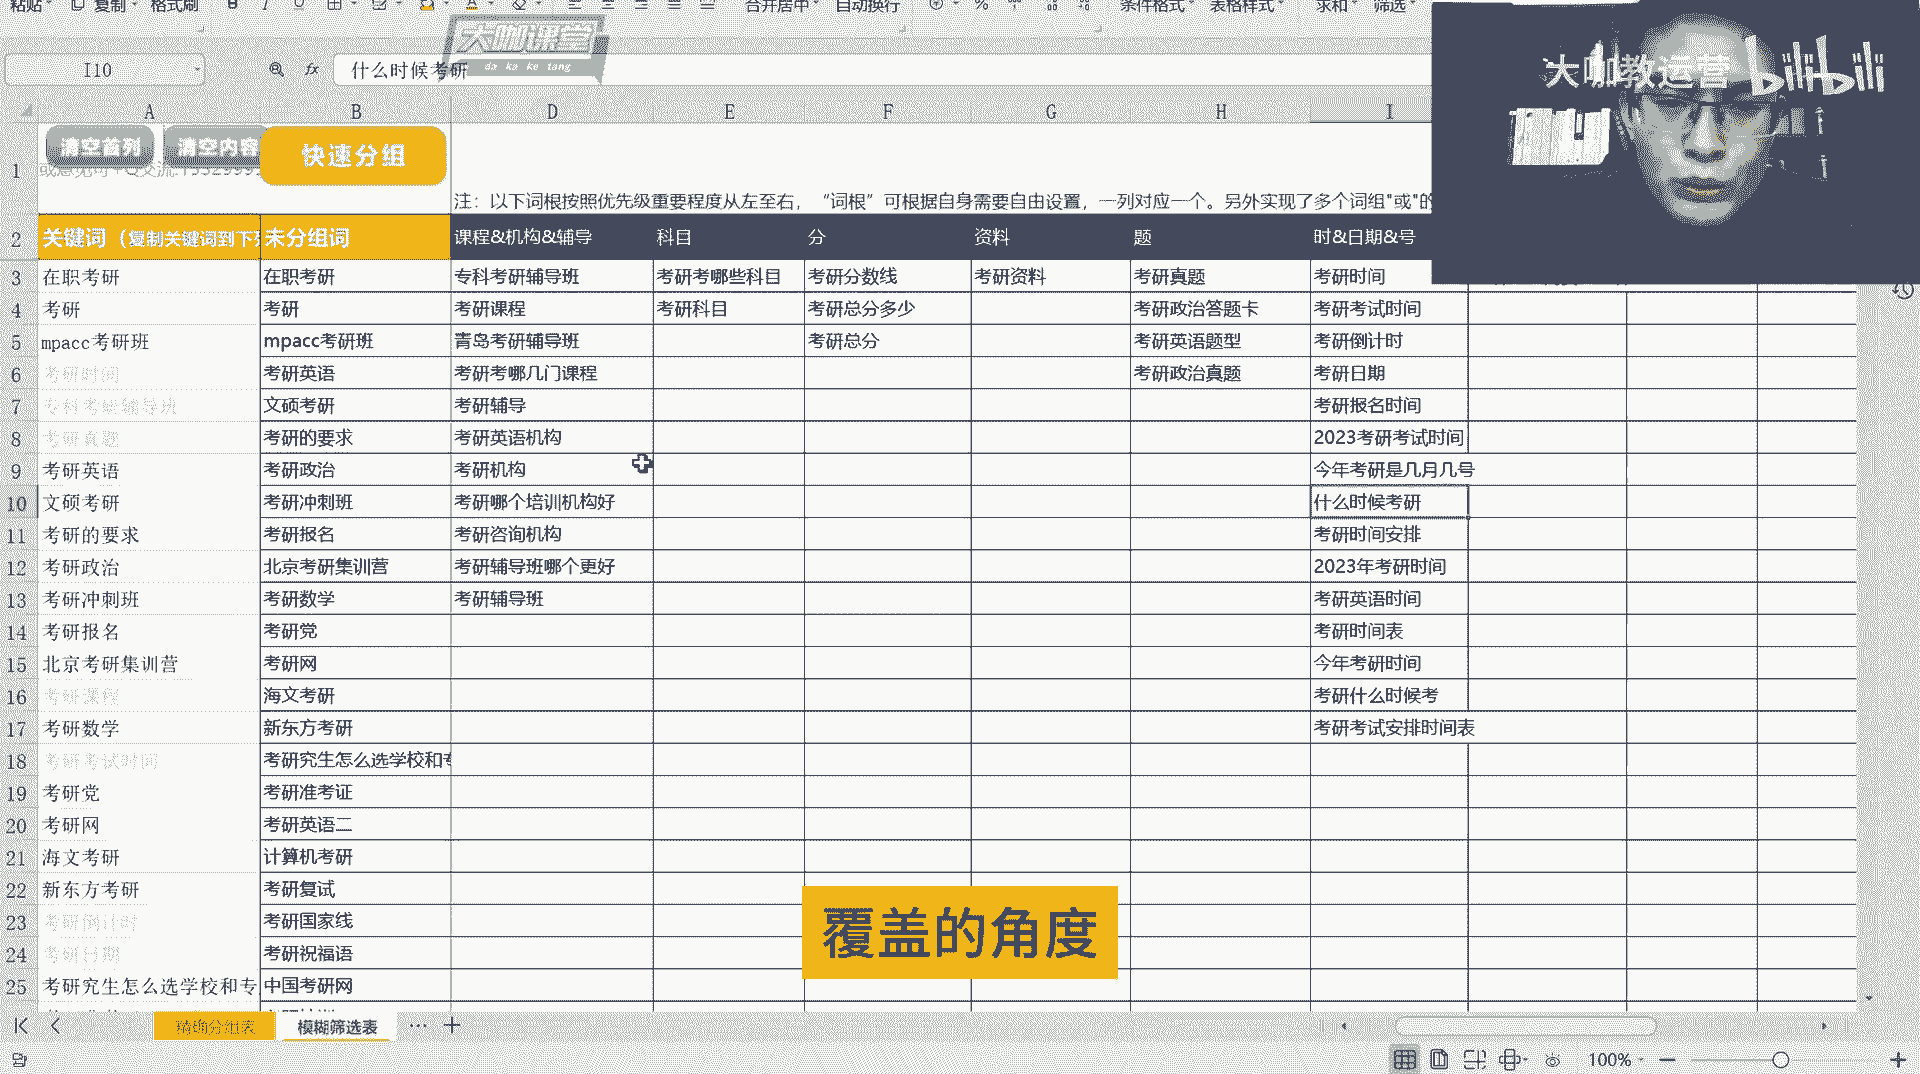 粘贴 复制 格式刷 B I U A 合并居中 自动换行 % 条件格式 表格样式 求和 筛选
大咖课堂
da ka ke tang
大咖教运营 bilibili
I10 fx 什么时候考研
A B D E F G H I
清空首列 清空内容 快速分组
1 注：以下词根按照优先级重要程度从左至右，“词根”可根据自身需要自由设置，一列对应一个。另外实现了多个词组"或"的
2 关键词（复制关键词到下列 未分组词 课程&机构&辅导 科目 分 资料 题 时&日期&号
3 在职考研 在职考研 专科考研辅导班 考研考哪些科目 考研分数线 考研资料 考研真题 考研时间
4 考研 考研 考研课程 考研科目 考研总分多少 考研政治答题卡 考研考试时间
5 mpacc考研班 mpacc考研班 青岛考研辅导班 考研总分 考研英语题型 考研倒计时
6 考研时间 考研英语 考研考哪几门课程 考研政治真题 考研日期
7 专科考研辅导班 文硕考研 考研辅导 考研报名时间
8 考研真题 考研的要求 考研英语机构 2023考研考试时间
9 考研英语 考研政治 考研机构 今年考研是几月几号
10 文硕考研 考研冲刺班 考研哪个培训机构好 什么时候考研
11 考研的要求 考研报名 考研咨询机构 考研时间安排
12 考研政治 北京考研集训营 考研辅导班哪个更好 2023年考研时间
13 考研冲刺班 考研数学 考研辅导班 考研英语时间
14 考研报名 考研党 考研时间表
15 北京考研集训营 考研网 今年考研时间
16 考研课程 海文考研 考研什么时候考
17 考研数学 新东方考研 考研考试安排时间表
18 考研考试时间 考研究生怎么选学校和专
19 考研党 考研准考证
20 考研网 考研英语二
21 海文考研 计算机考研
22 新东方考研 考研复试
23 考研倒计时 考研国家线
24 考研日期 考研祝福语
25 考研究生怎么选学校和专 中国考研网
覆盖的角度
精确分组表 模糊筛选表 ··· +
100%